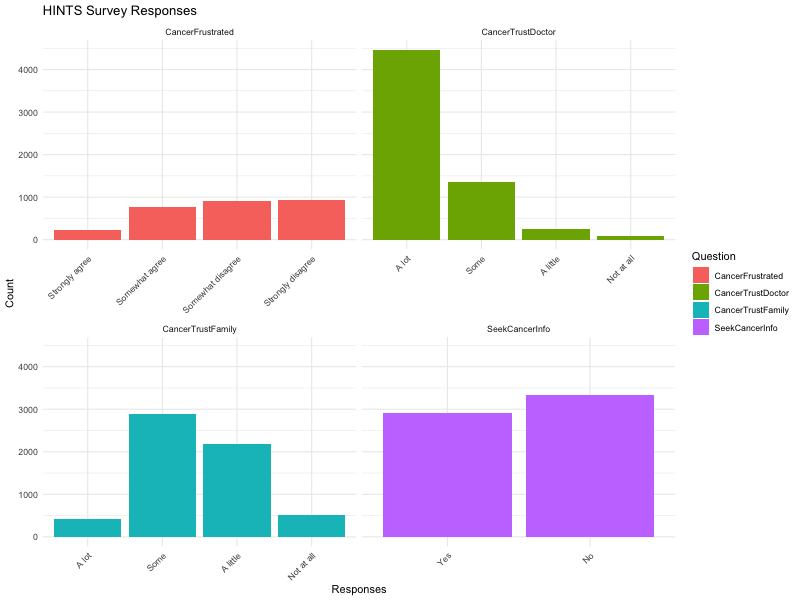 HINTS Survey Responses
CancerFrustrated
CancerTrustDoctor
4000
3000
2000
1000
0
Strongly agree
Somewhat agree
Somewhat disagree
Strongly disagree
A lot
Some
A little
Not at all
Count
Question
CancerFrustrated
CancerTrustDoctor
CancerTrustFamily
SeekCancerInfo
CancerTrustFamily
SeekCancerInfo
4000
3000
2000
1000
0
A lot
Some
A little
Not at all
Yes
No
Responses